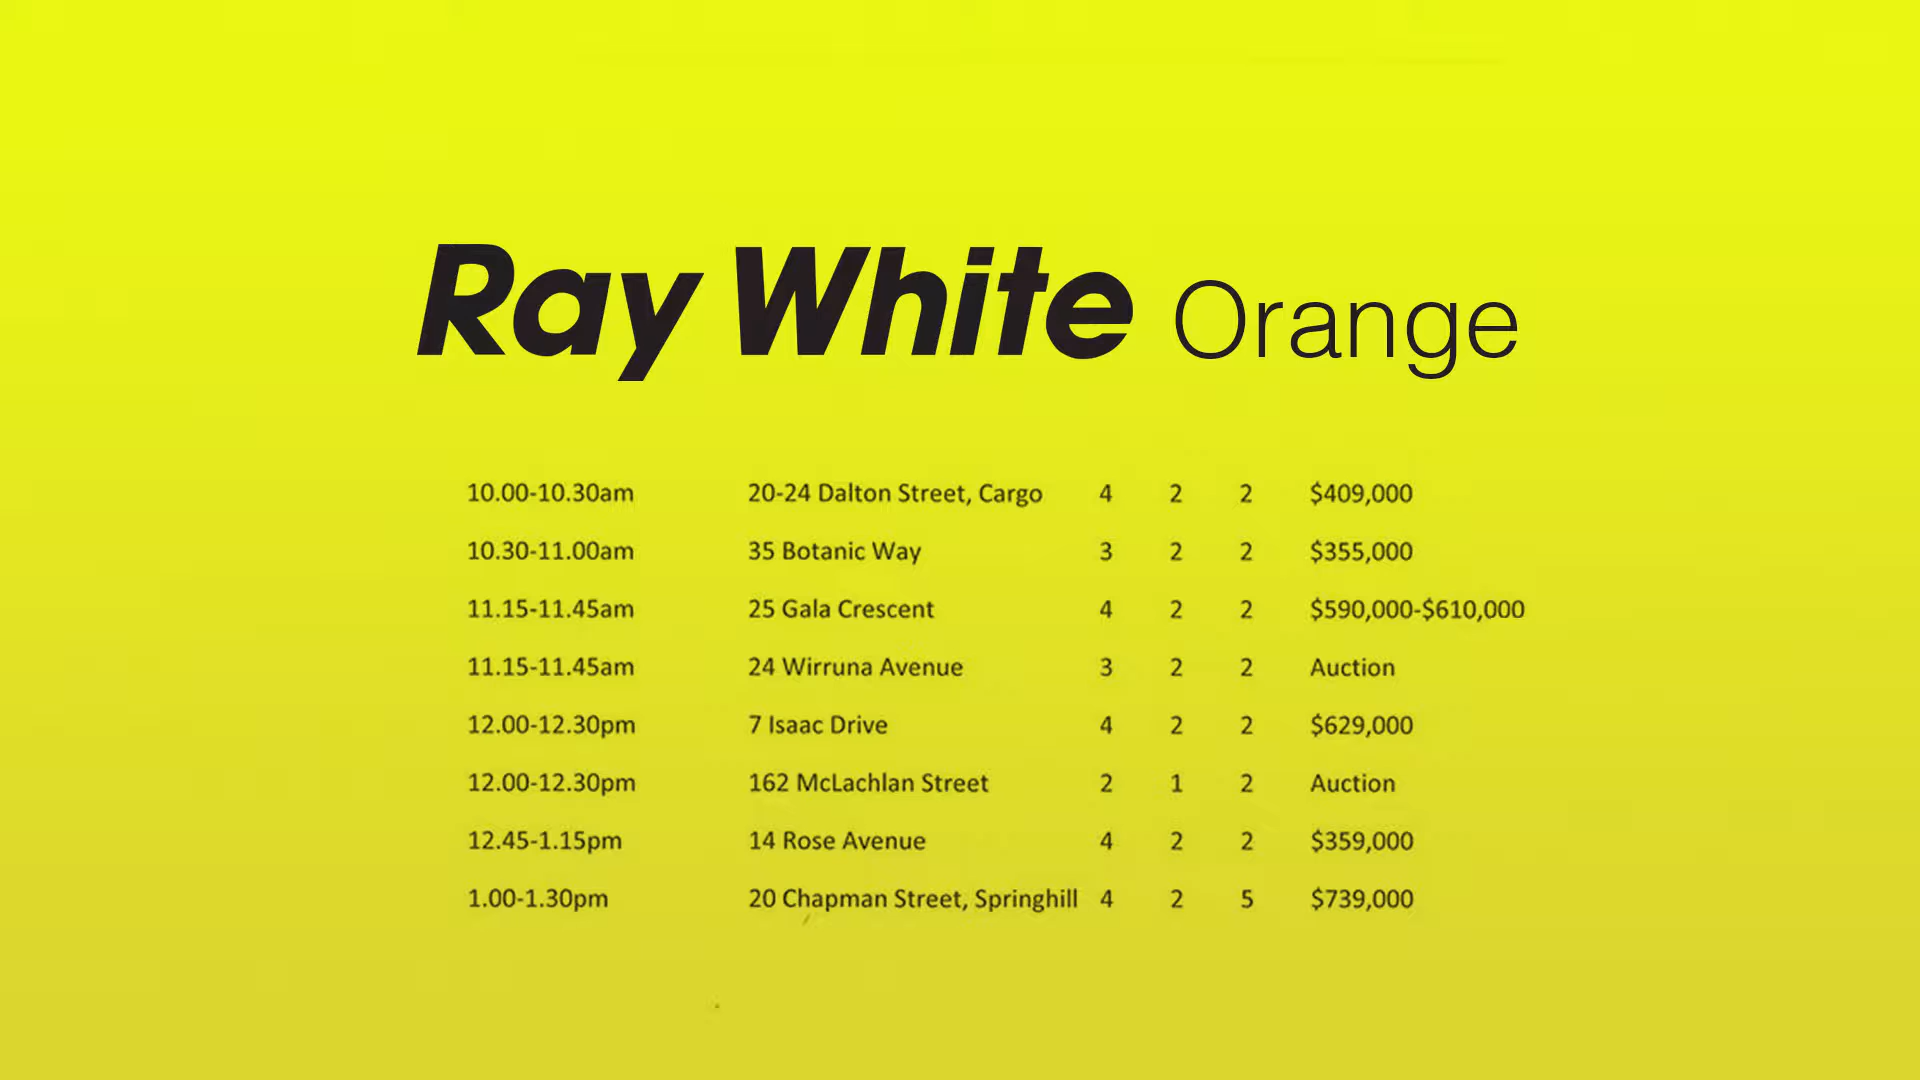 Ray White Orange
10.00-10.30am 20-24 Dalton Street, Cargo 4 2 2 $409,000
10.30-11.00am 35 Botanic Way 3 2 2 $355,000
11.15-11.45am 25 Gala Crescent 4 2 2 $590,000-$610,000
11.15-11.45am 24 Wirruna Avenue 3 2 2 Auction
12.00-12.30pm 7 Isaac Drive 4 2 2 $629,000
12.00-12.30pm 162 McLachlan Street 2 1 2 Auction
12.45-1.15pm 14 Rose Avenue 4 2 2 $359,000
1.00-1.30pm 20 Chapman Street, Springhill 4 2 5 $739,000